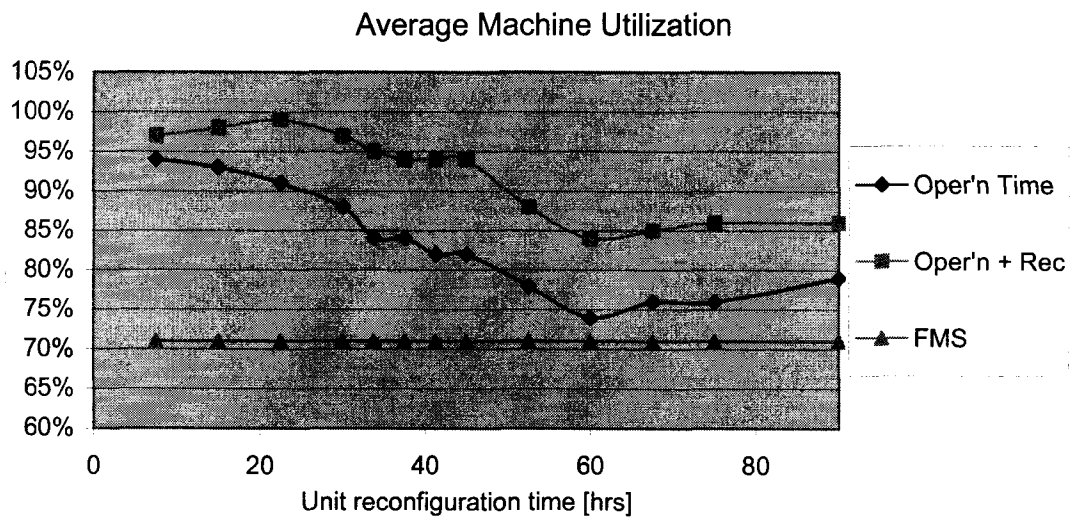 Average Machine Utilization
105%
100%
95%
90%
85%
80%
75%
70%
65%
60%
0 20 40 60 80
Unit reconfiguration time [hrs]
Oper'n Time
Oper'n + Rec
FMS